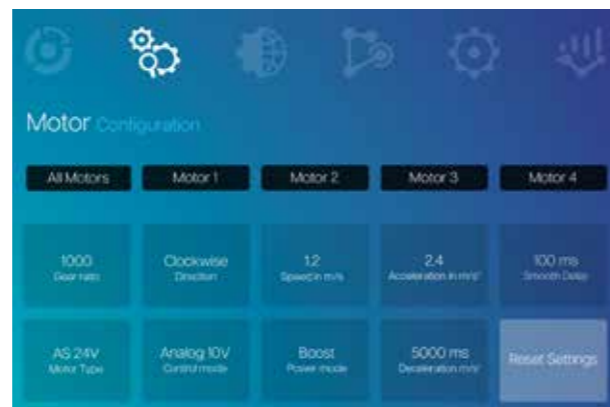 Motor Configuration
All Motors Motor 1 Motor 2 Motor 3 Motor 4
1000 Clockwise 1.2 2.4 100 ms
Gear ratio Direction Speed in m/s Acceleration in m/s² Smooth Delay
AS 24V Analog 10V Boost 5000 ms Reset Settings
Motor Type Control mode Power mode Deceleration m/s²